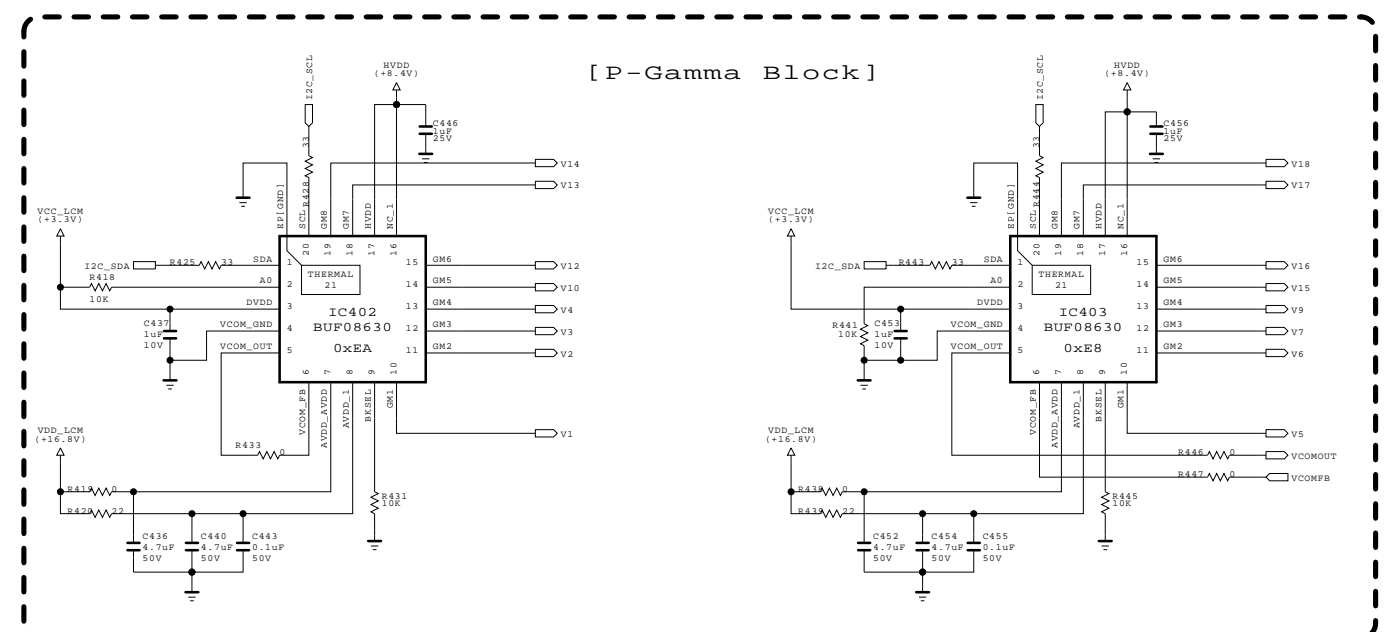 [P-Gamma Block]
I2C_SCL
HVDD
(+8.4V)
C446
1uF
25V
33
R428
V14
V13
EP[GND]
SCL
GM8
GM7
HVDD
NC_1
20
19
18
17
16
VCC_LCM
(+3.3V)
I2C_SDA
R425
33
SDA
R418
10K
A0
DVDD
C437
1uF
10V
VCOM_GND
VCOM_OUT
1
2
3
4
5
THERMAL
21
IC402
BUF08630
0xEA
15
14
13
12
11
GM6
GM5
GM4
GM3
GM2
V12
V10
V4
V3
V2
6
7
8
9
10
VCOM_FB
AVDD_AVDD
AVDD_1
BKSEL
GM1
V1
R433
0
VDD_LCM
(+16.8V)
R419
0
R420
22
R431
10K
C436
4.7uF
50V
C440
4.7uF
50V
C443
0.1uF
50V
I2C_SCL
HVDD
(+8.4V)
C456
1uF
25V
33
R444
V18
V17
EP[GND]
SCL
GM8
GM7
HVDD
NC_1
20
19
18
17
16
VCC_LCM
(+3.3V)
I2C_SDA
R443
33
SDA
A0
DVDD
R441
10K
C453
1uF
10V
VCOM_GND
VCOM_OUT
1
2
3
4
5
THERMAL
21
IC403
BUF08630
0xE8
15
14
13
12
11
GM6
GM5
GM4
GM3
GM2
V16
V15
V9
V7
V6
6
7
8
9
10
VCOM_FB
AVDD_AVDD
AVDD_1
BKSEL
GM1
V5
R446
0
VCOMOUT
R447
0
VCOMFB
VDD_LCM
(+16.8V)
R438
0
R439
22
R445
10K
C452
4.7uF
50V
C454
4.7uF
50V
C455
0.1uF
50V